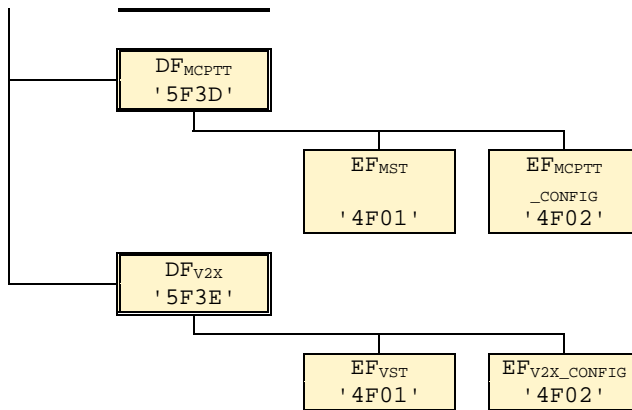 DFMCPTT
'5F3D'
EFMST
'4F01'
EFMCPTT
_CONFIG
'4F02'
DFV2X
'5F3E'
EFVST
'4F01'
EFV2X_CONFIG
'4F02'